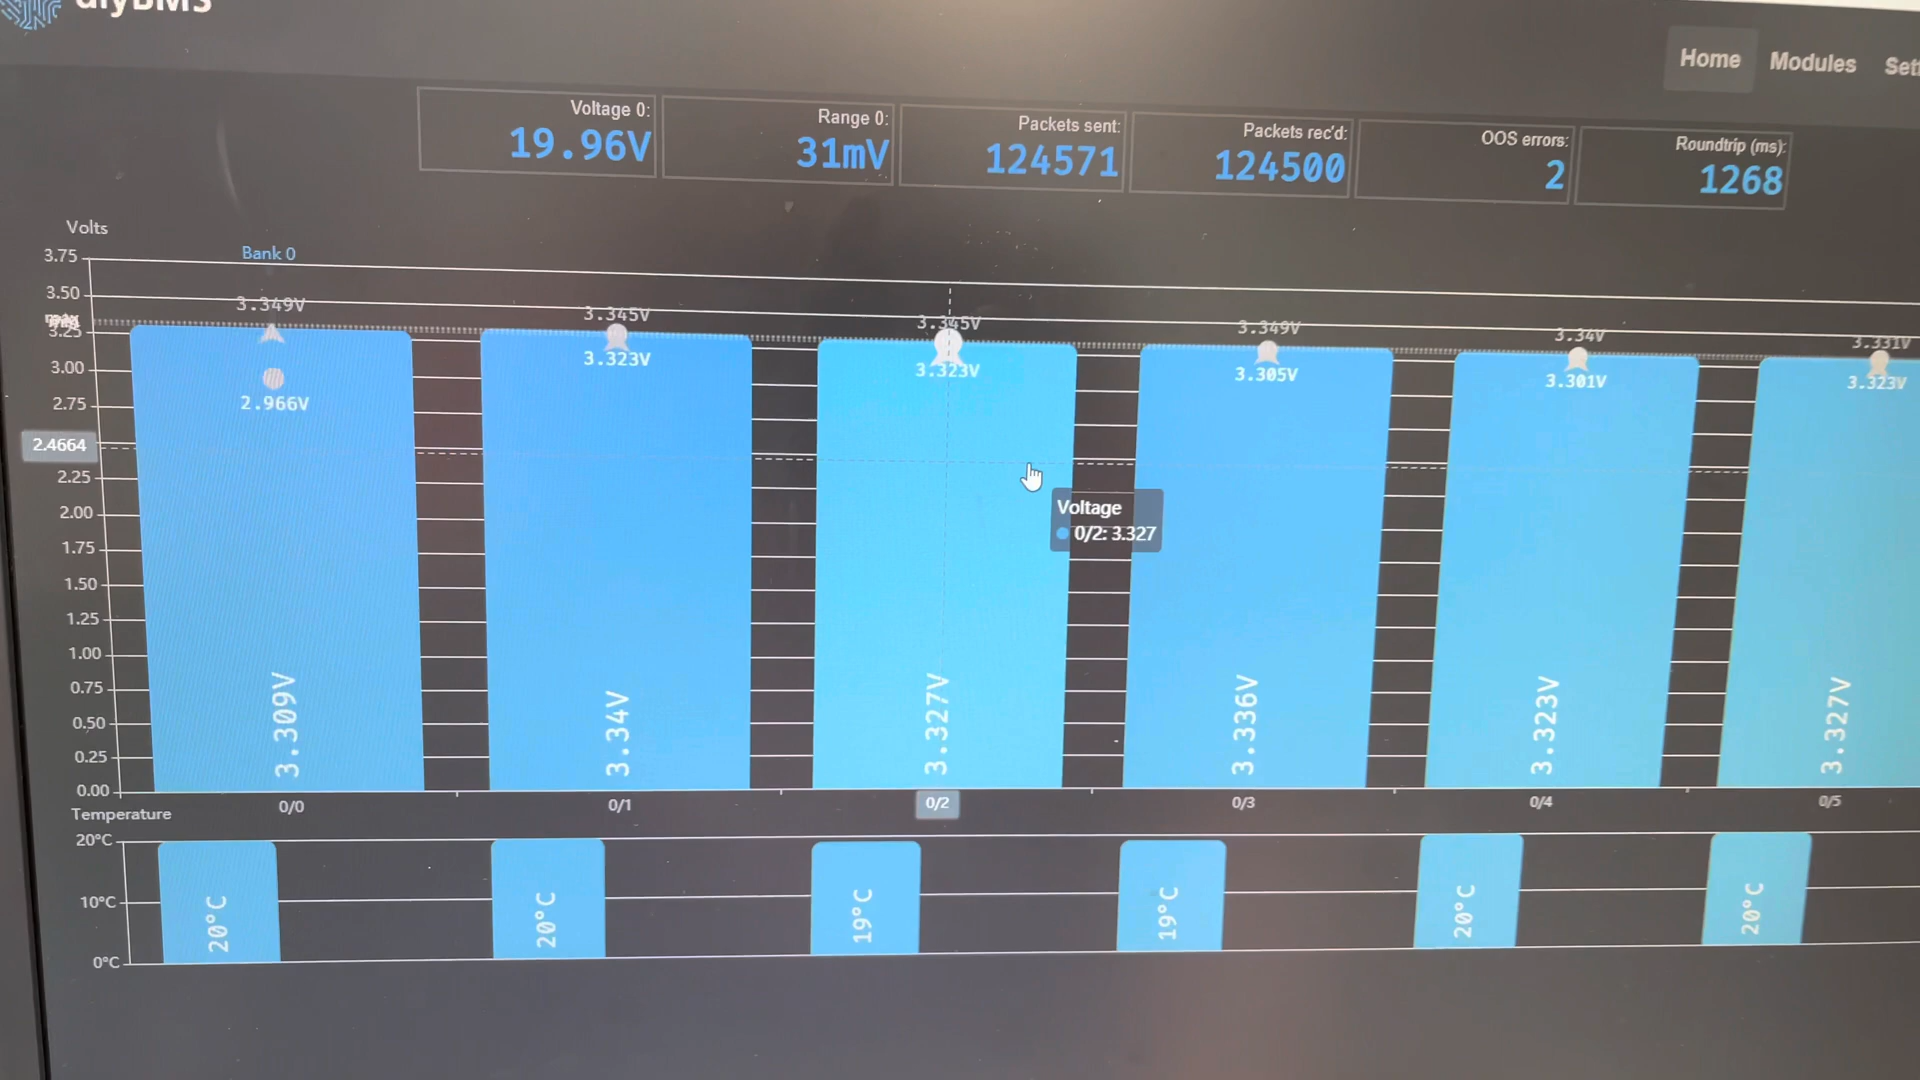 diyBMS
Home Modules Sett
Voltage 0:
19.96V
Range 0:
31mV
Packets sent:
124571
Packets rec'd:
124500
OOS errors:
2
Roundtrip (ms):
1268
Volts
Bank 0
3.75
3.50
3.25
3.00
2.75
2.4664
2.25
2.00
1.75
1.50
1.25
1.00
0.75
0.50
0.25
0.00
3.349V
2.966V
3.309V
3.345V
3.323V
3.34V
3.345V
3.323V
3.327V
Voltage
0/2: 3.327
3.349V
3.305V
3.336V
3.34V
3.301V
3.323V
3.331V
3.323V
3.327V
0/0 0/1 0/2 0/3 0/4 0/5
Temperature
20°C
10°C
0°C
20°C 20°C 19°C 19°C 20°C 20°C